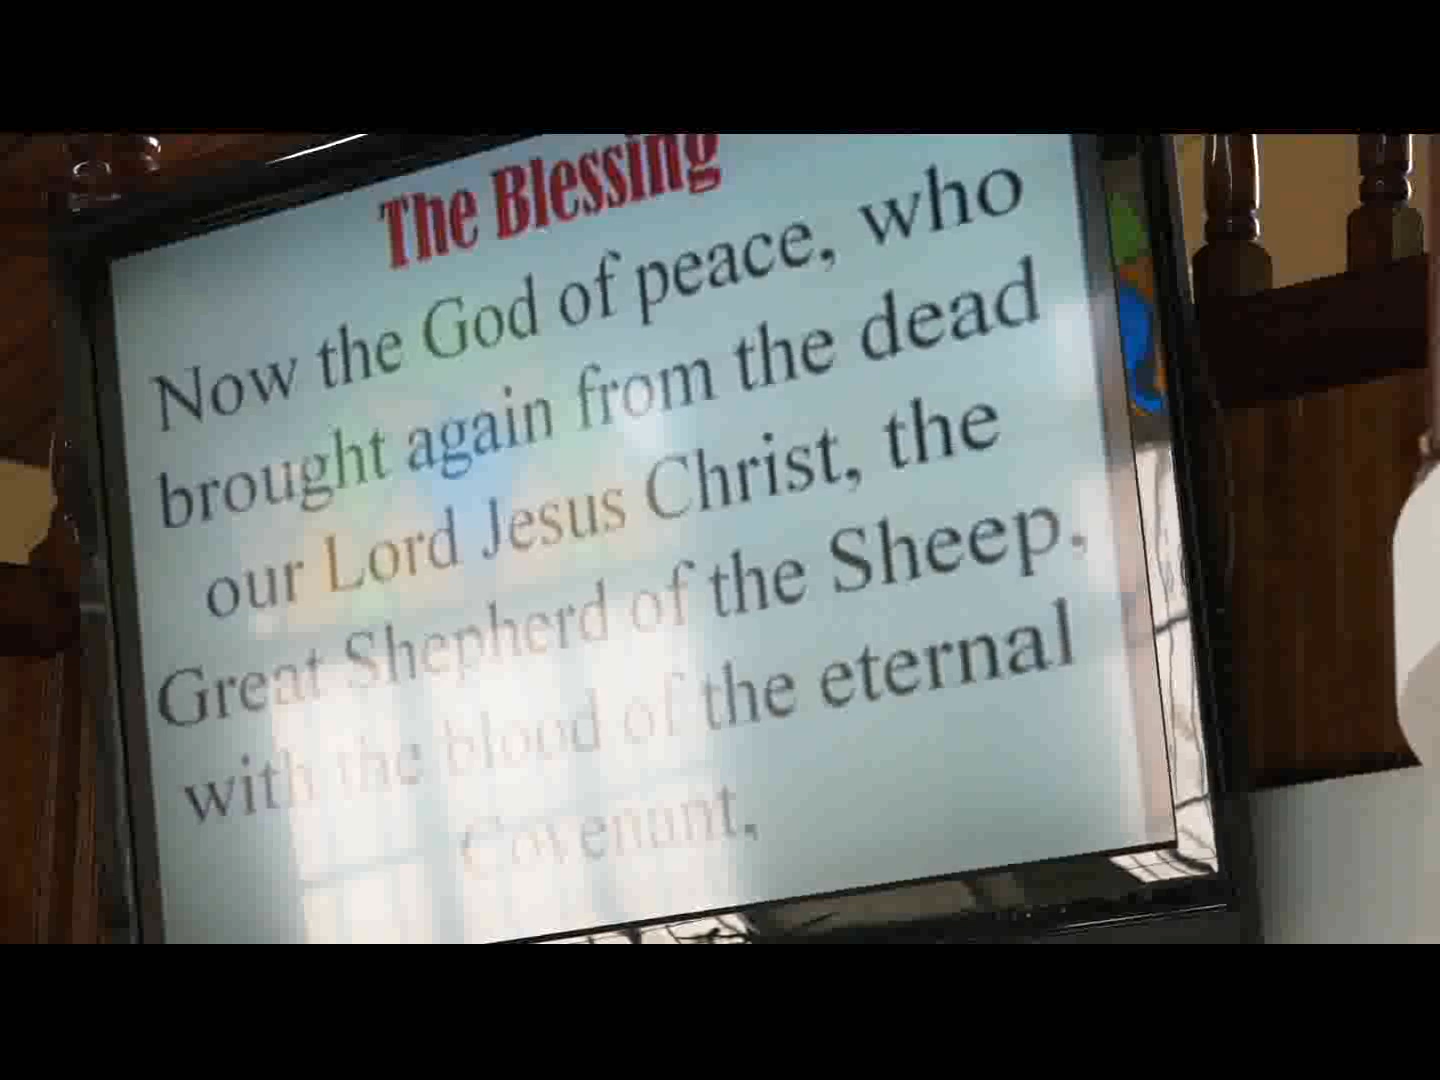 The Blessing
Now the God of peace, who
brought again from the dead
our Lord Jesus Christ, the
Great Shepherd of the Sheep,
with the blood of the eternal
Covenant,